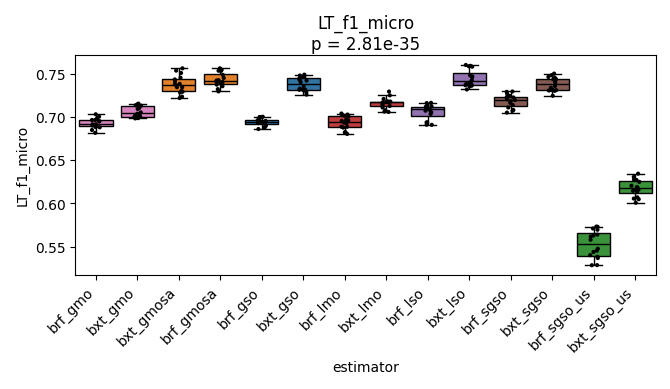 LT_f1_micro
p = 2.81e-35
LT_f1_micro
0.75
0.70
0.65
0.60
0.55
brf_gmo
bxt_gmo
bxt_gmosa
brf_gmosa
brf_gso
bxt_gso
brf_lmo
bxt_lmo
brf_lso
bxt_lso
brf_sgso
bxt_sgso
brf_sgso_us
bxt_sgso_us
estimator